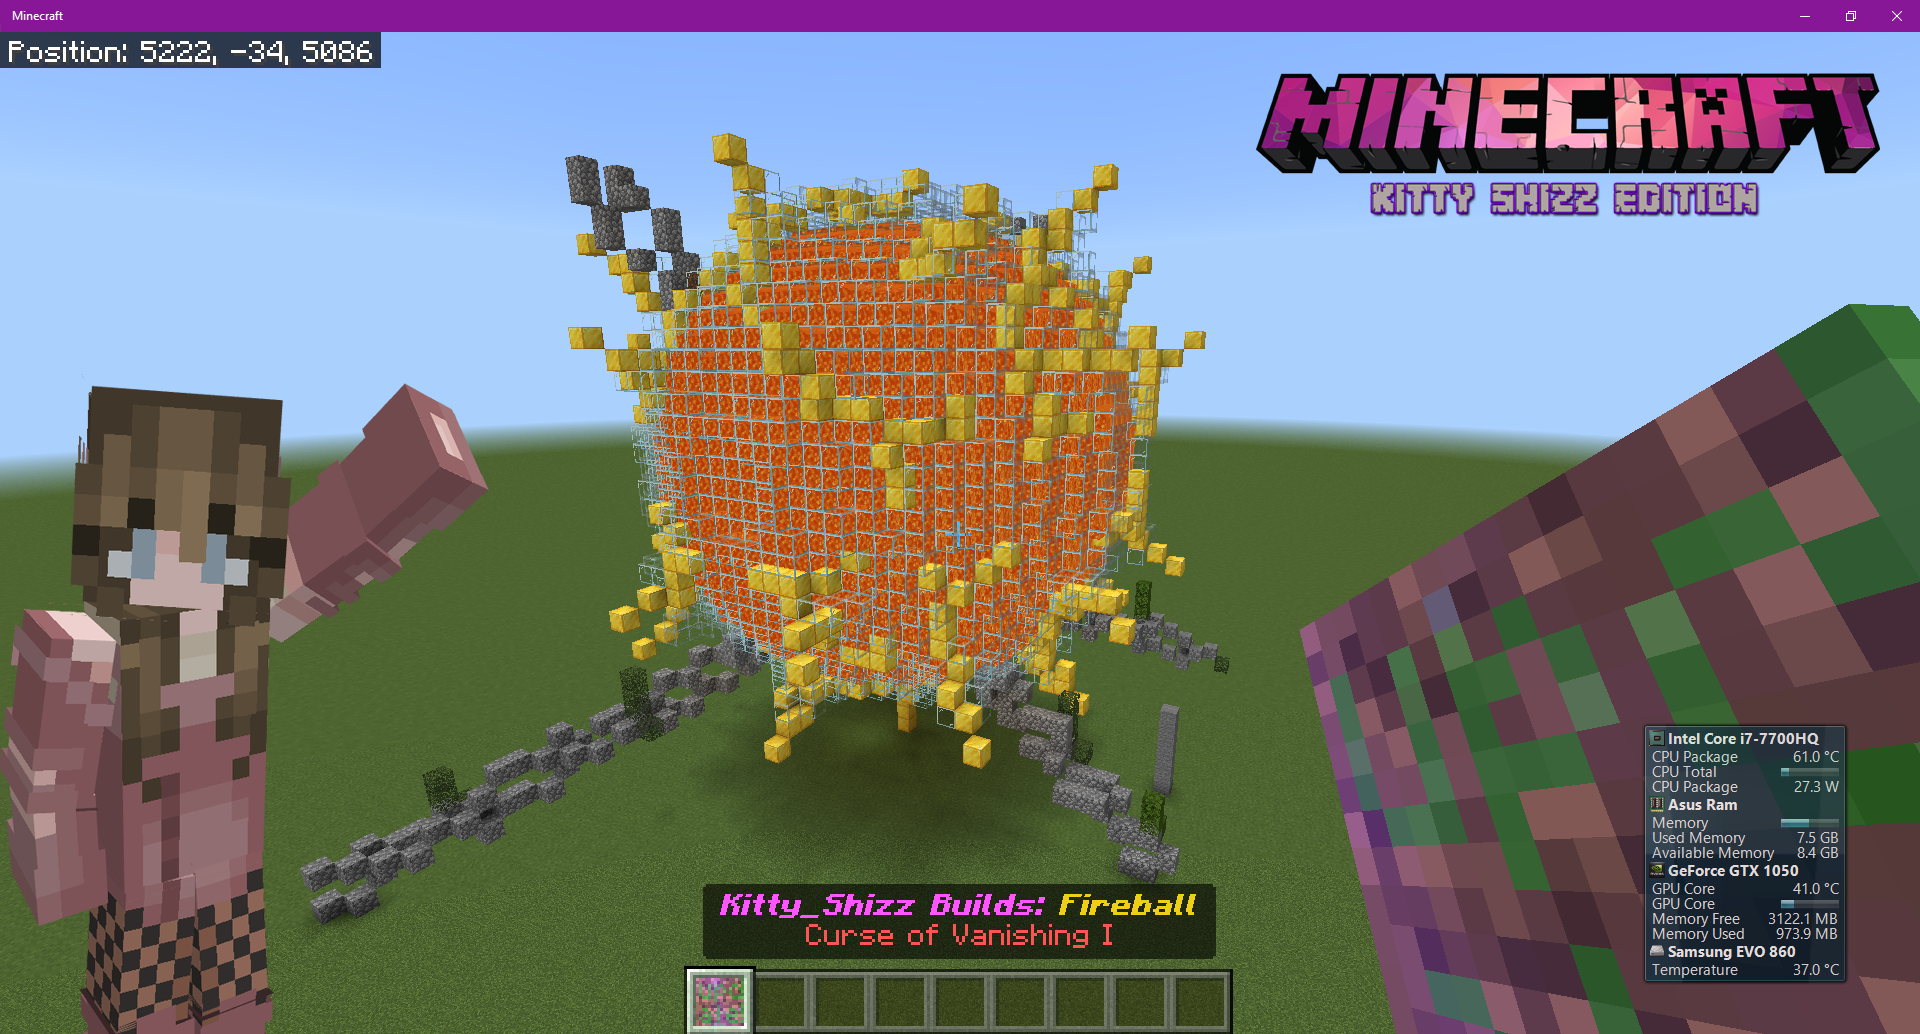 Minecraft
Position: 5222, -34, 5086
MINECRAFT
KITTY SHIZZ EDITION
Intel Core i7-7700HQ
CPU Package 61.0 °C
CPU Total
CPU Package 27.3 W
Asus Ram
Memory
Used Memory 7.5 GB
Available Memory 8.4 GB
GeForce GTX 1050
GPU Core 41.0 °C
GPU Core
Memory Free 3122.1 MB
Memory Used 973.9 MB
Samsung EVO 860
Temperature 37.0 °C
Kitty_Shizz Builds: Fireball
Curse of Vanishing I